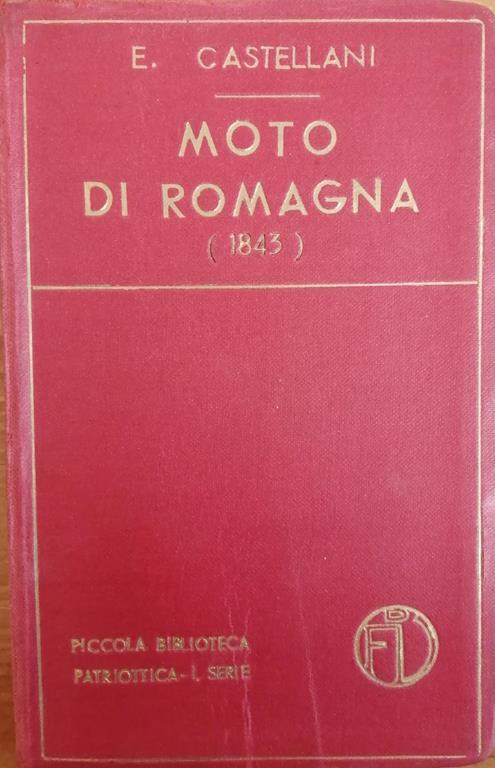 E. CASTELLANI
MOTO
DI ROMAGNA
( 1843 )
PICCOLA BIBLIOTECA
PATRIOTTICA - I. SERIE